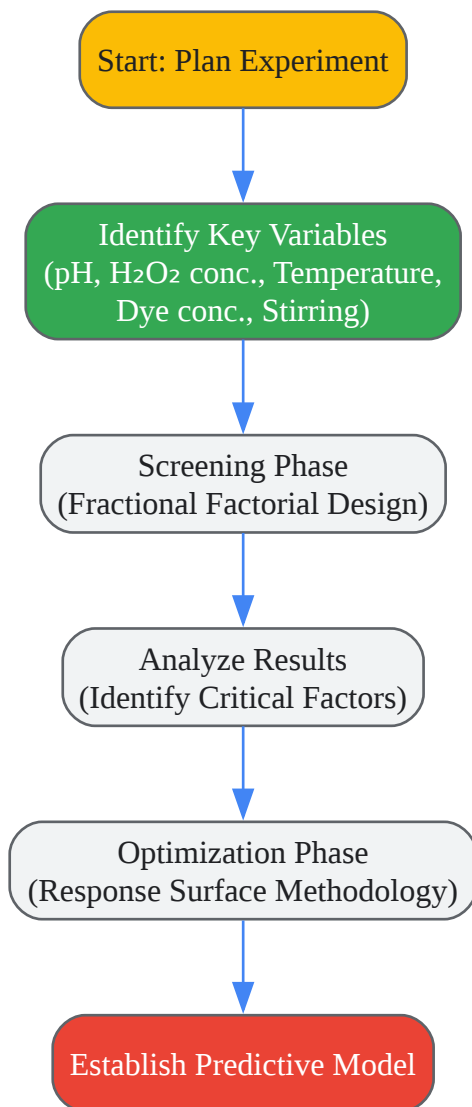 Start: Plan Experiment
Identify Key Variables
(pH, H₂O₂ conc., Temperature,
Dye conc., Stirring)
Screening Phase
(Fractional Factorial Design)
Analyze Results
(Identify Critical Factors)
Optimization Phase
(Response Surface Methodology)
Establish Predictive Model